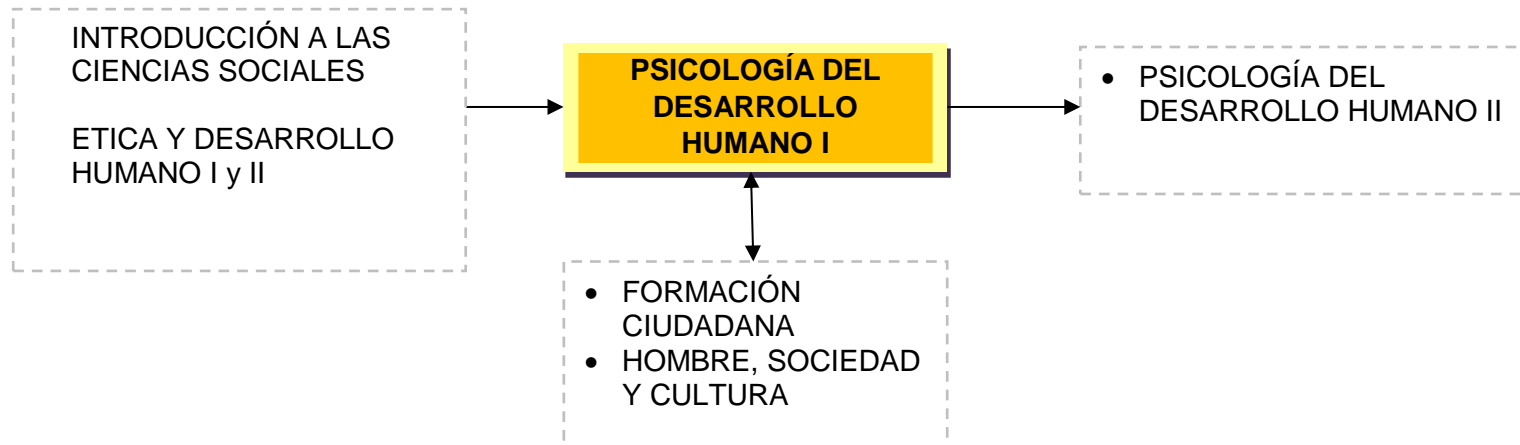 INTRODUCCIÓN A LAS
CIENCIAS SOCIALES
ETICA Y DESARROLLO
HUMANO I y II
PSICOLOGÍA DEL
DESARROLLO
HUMANO I
• PSICOLOGÍA DEL
DESARROLLO HUMANO II
• FORMACIÓN
CIUDADANA
• HOMBRE, SOCIEDAD
Y CULTURA